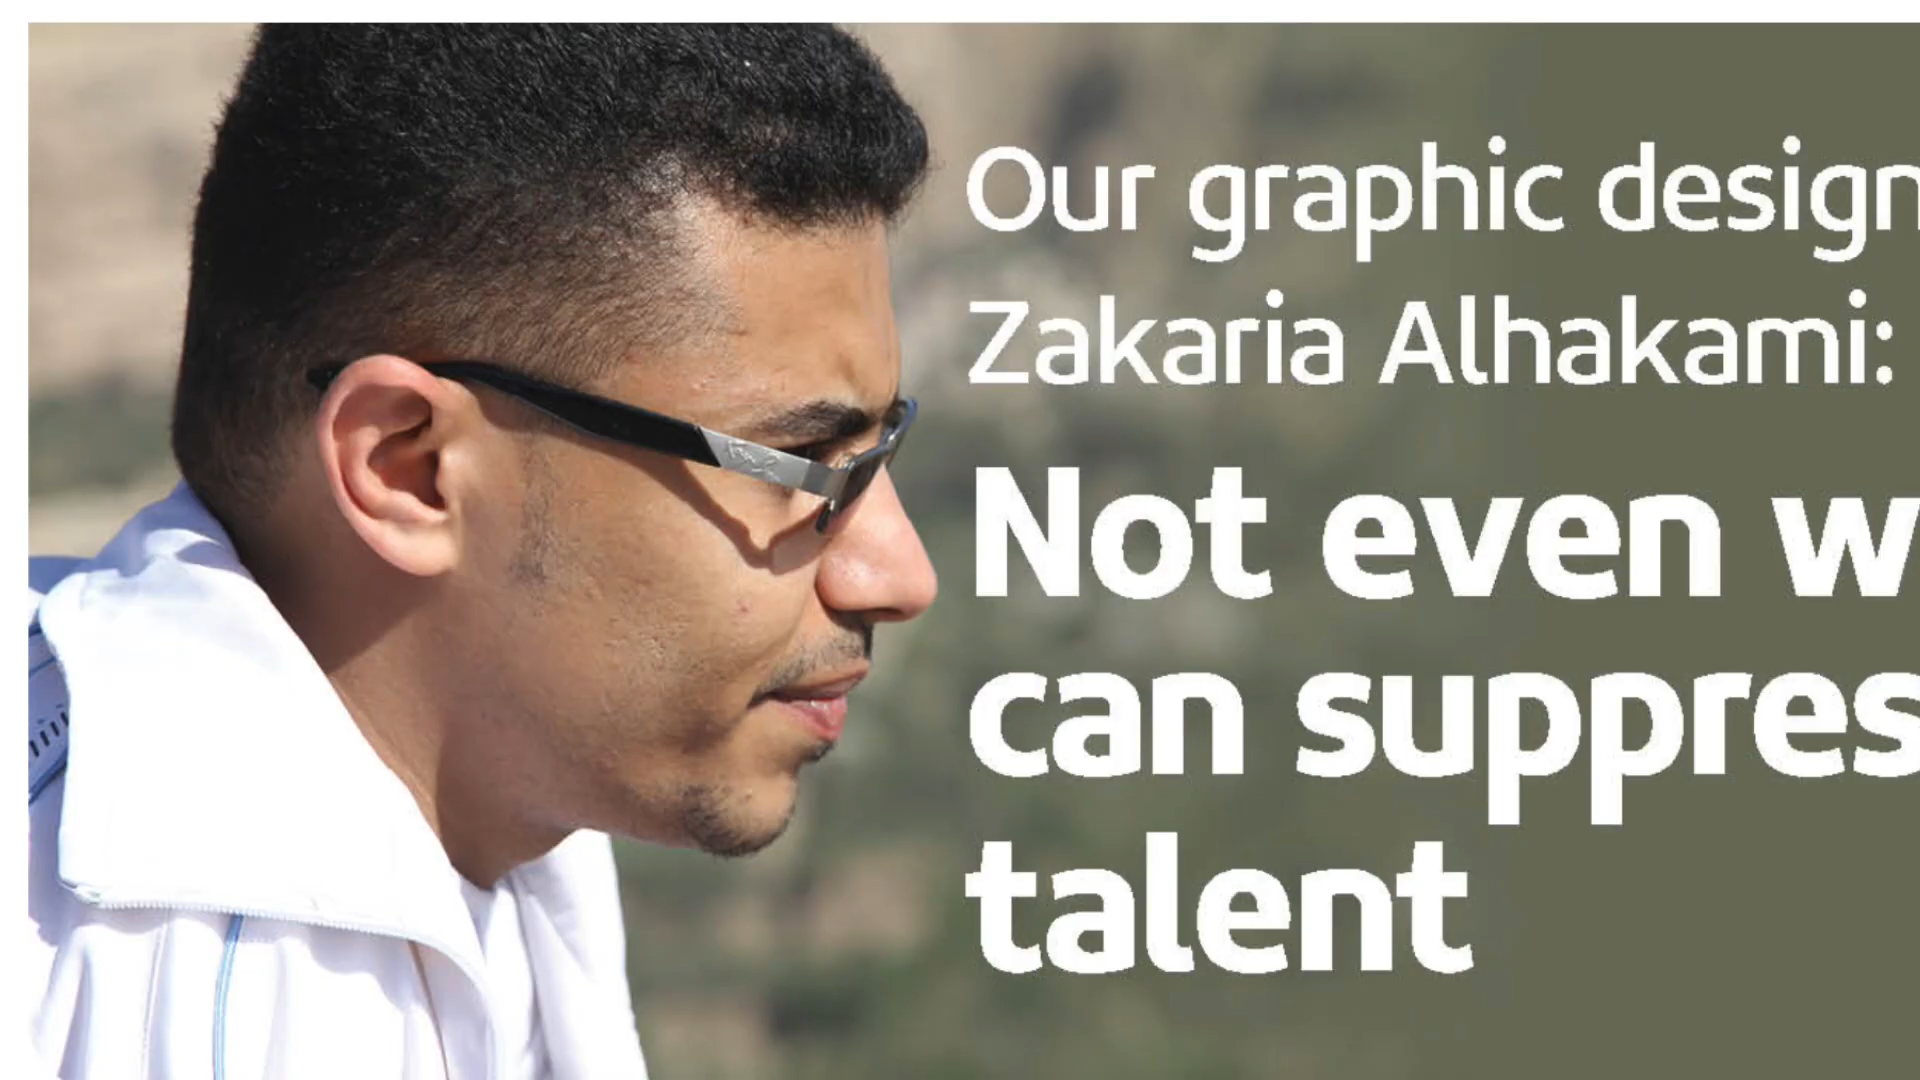 Our graphic design
Zakaria Alhakami:
Not even w
can suppres
talent